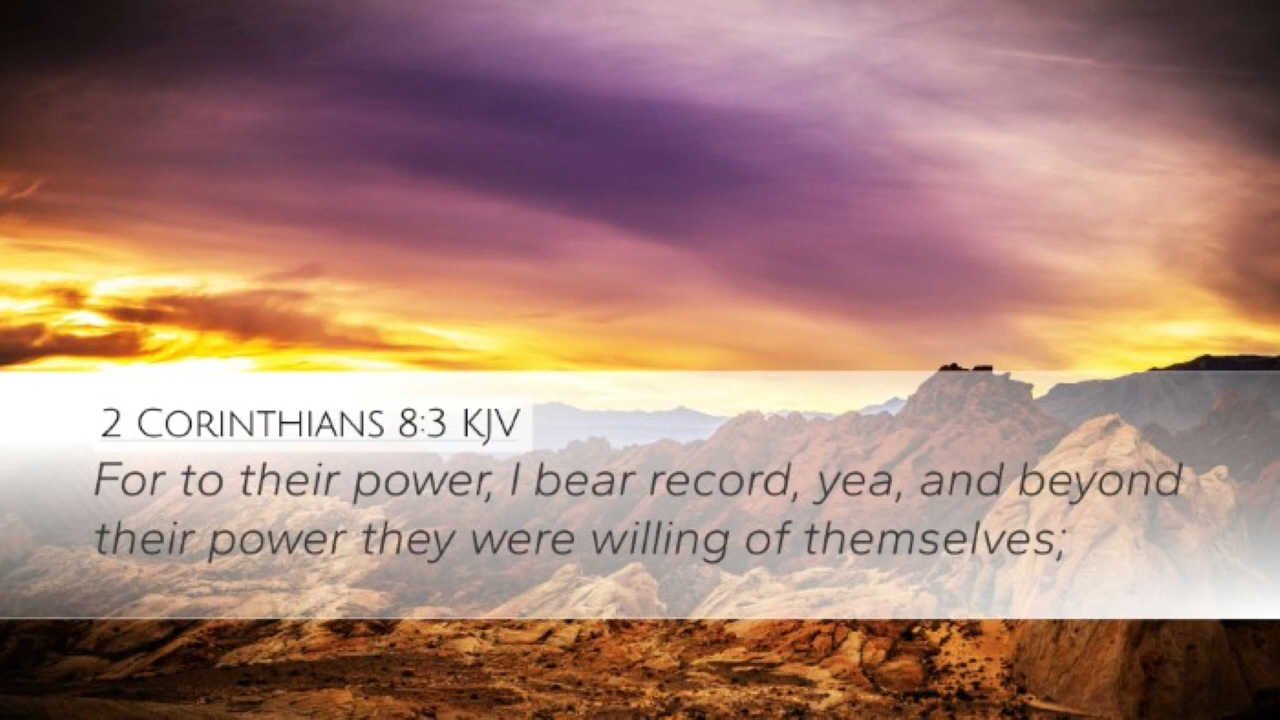 2 Corinthians 8:3 KJV
For to their power, I bear record, yea, and beyond
their power they were willing of themselves;